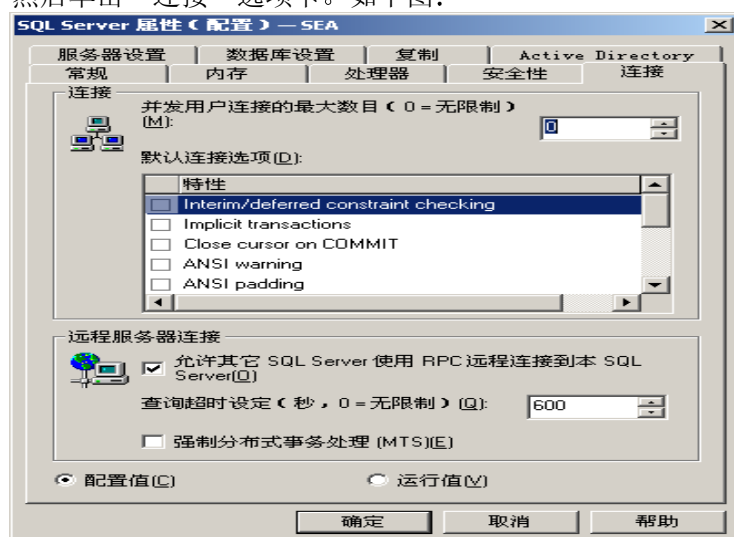 然后单击“连接”选项卡。如下图：
SQL Server 属性（配置）— SEA
服务器设置 数据库设置 复制 Active Directory
常规 内存 处理器 安全性 连接
连接
并发用户连接的最大数目（0＝无限制）
(M):
0
默认连接选项(D):
特性
Interim/deferred constraint checking
Implicit transactions
Close cursor on COMMIT
ANSI warning
ANSI padding
远程服务器连接
允许其它 SQL Server 使用 RPC 远程连接到本 SQL
Server(O)
查询超时设定（秒，0＝无限制）(Q): 600
强制分布式事务处理 (MTS)(E)
配置值(C) 运行值(V)
确定 取消 帮助